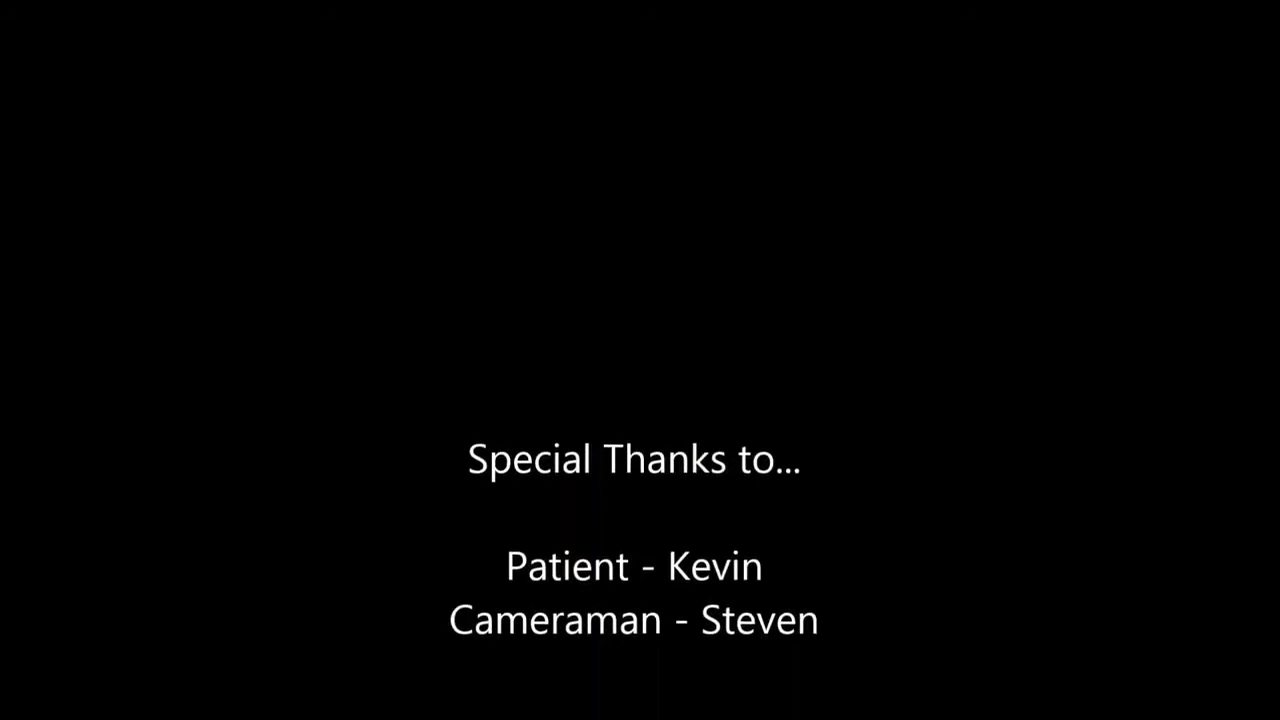 Special Thanks to...
Patient - Kevin
Cameraman - Steven